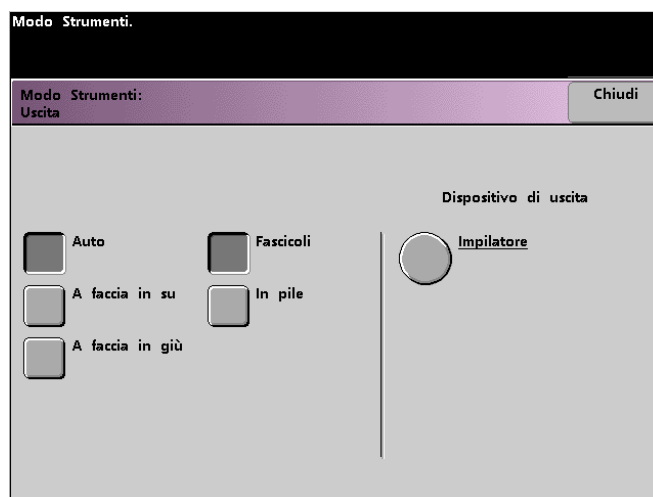 Modo Strumenti.
Modo Strumenti:
Uscita
Chiudi
Dispositivo di uscita
Auto
Fascicoli
Impilatore
A faccia in su
In pile
A faccia in giù